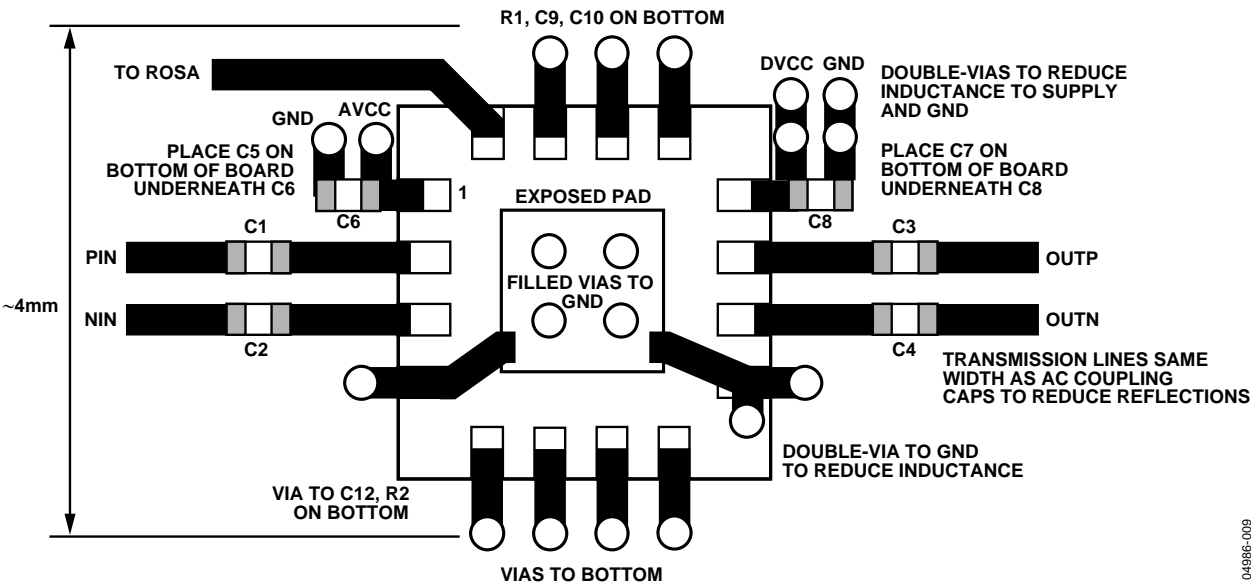 R1, C9, C10 ON BOTTOM
TO ROSA
DVCC GND
DOUBLE-VIAS TO REDUCE
INDUCTANCE TO SUPPLY
AND GND
GND
AVCC
PLACE C5 ON
BOTTOM OF BOARD
UNDERNEATH C6
PLACE C7 ON
BOTTOM OF BOARD
UNDERNEATH C8
1
EXPOSED PAD
C6
C8
C1
C3
PIN
OUTP
FILLED VIAS TO
GND
~4mm
NIN
OUTN
C2
C4
TRANSMISSION LINES SAME
WIDTH AS AC COUPLING
CAPS TO REDUCE REFLECTIONS
DOUBLE-VIA TO GND
TO REDUCE INDUCTANCE
VIA TO C12, R2
ON BOTTOM
VIAS TO BOTTOM
04986-009